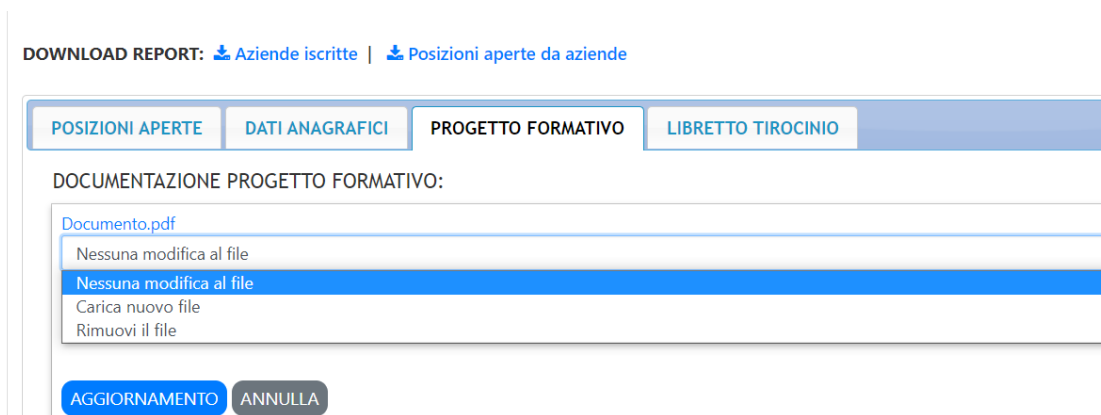 DOWNLOAD REPORT: Aziende iscritte | Posizioni aperte da aziende
POSIZIONI APERTE DATI ANAGRAFICI PROGETTO FORMATIVO LIBRETTO TIROCINIO
DOCUMENTAZIONE PROGETTO FORMATIVO:
Documento.pdf
Nessuna modifica al file
Nessuna modifica al file
Carica nuovo file
Rimuovi il file
AGGIORNAMENTO ANNULLA